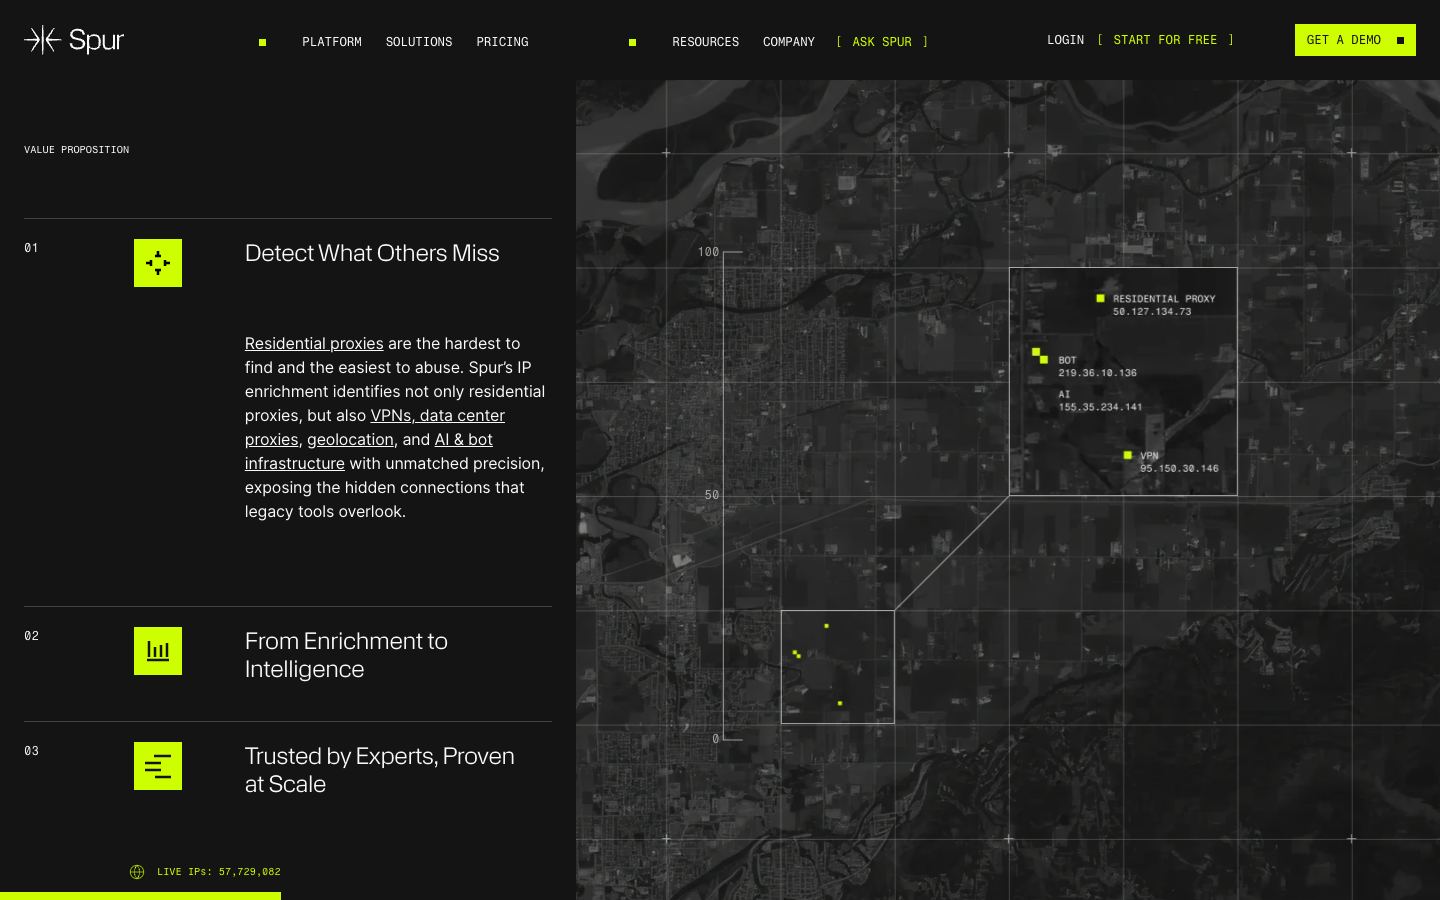 Spur
PLATFORM
SOLUTIONS
PRICING
RESOURCES
COMPANY
[ ASK SPUR ]
LOGIN
[ START FOR FREE ]
GET A DEMO
VALUE PROPOSITION
01
Detect What Others Miss
Residential proxies are the hardest to
find and the easiest to abuse. Spur’s IP
enrichment identifies not only residential
proxies, but also VPNs, data center
proxies, geolocation, and AI & bot
infrastructure with unmatched precision,
exposing the hidden connections that
legacy tools overlook.
02
From Enrichment to
Intelligence
03
Trusted by Experts, Proven
at Scale
LIVE IPs: 57,729,082
100
50
0
RESIDENTIAL PROXY
50.127.134.73
BOT
219.36.10.136
AI
155.35.234.141
VPN
95.150.30.146